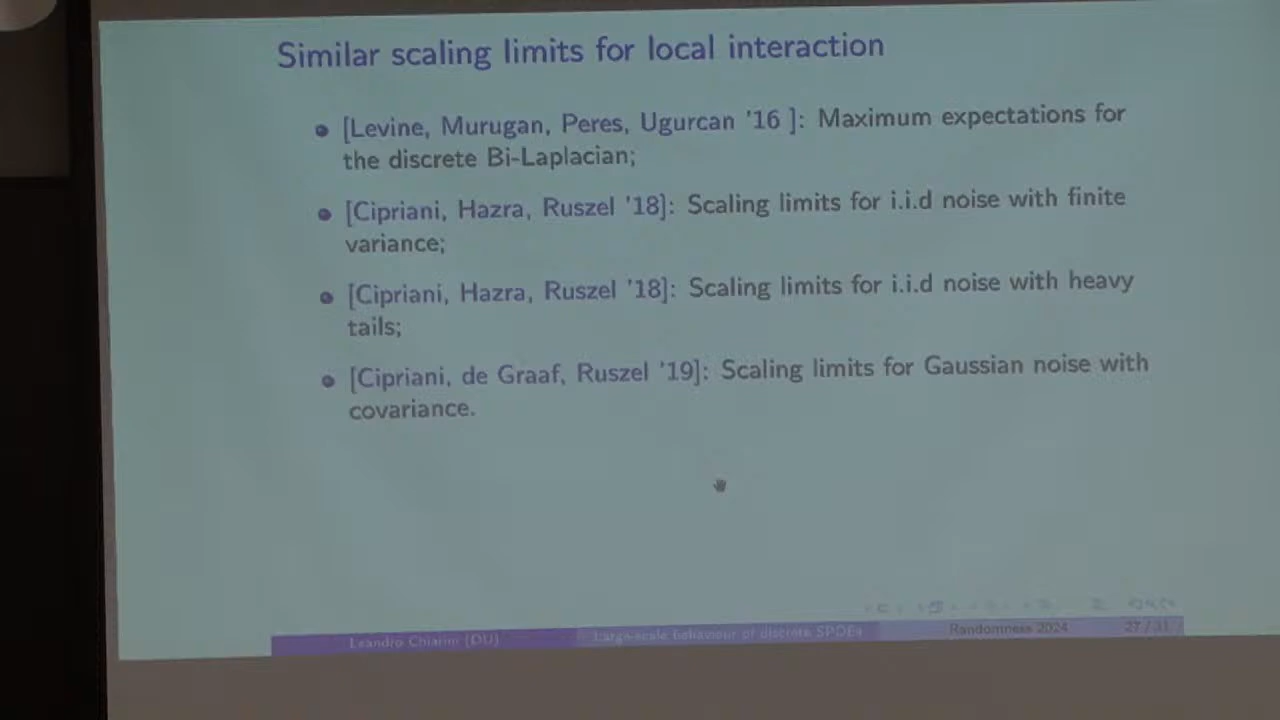 Similar scaling limits for local interaction
[Levine, Murugan, Peres, Ugurcan '16 ]: Maximum expectations for
the discrete Bi-Laplacian;
[Cipriani, Hazra, Ruszel '18]: Scaling limits for i.i.d noise with finite
variance;
[Cipriani, Hazra, Ruszel '18]: Scaling limits for i.i.d noise with heavy
tails;
[Cipriani, de Graaf, Ruszel '19]: Scaling limits for Gaussian noise with
covariance.
Leandro Chiarini (DU) Large-scale behaviour of discrete SPDEs Randomness 2024 27 / 31